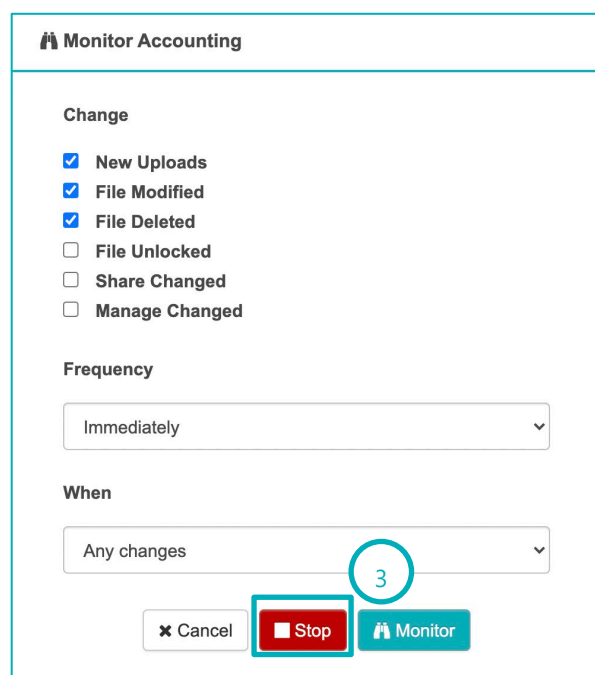 Monitor Accounting
Change
New Uploads
File Modified
File Deleted
File Unlocked
Share Changed
Manage Changed
Frequency
Immediately
When
Any changes
3
Cancel Stop Monitor